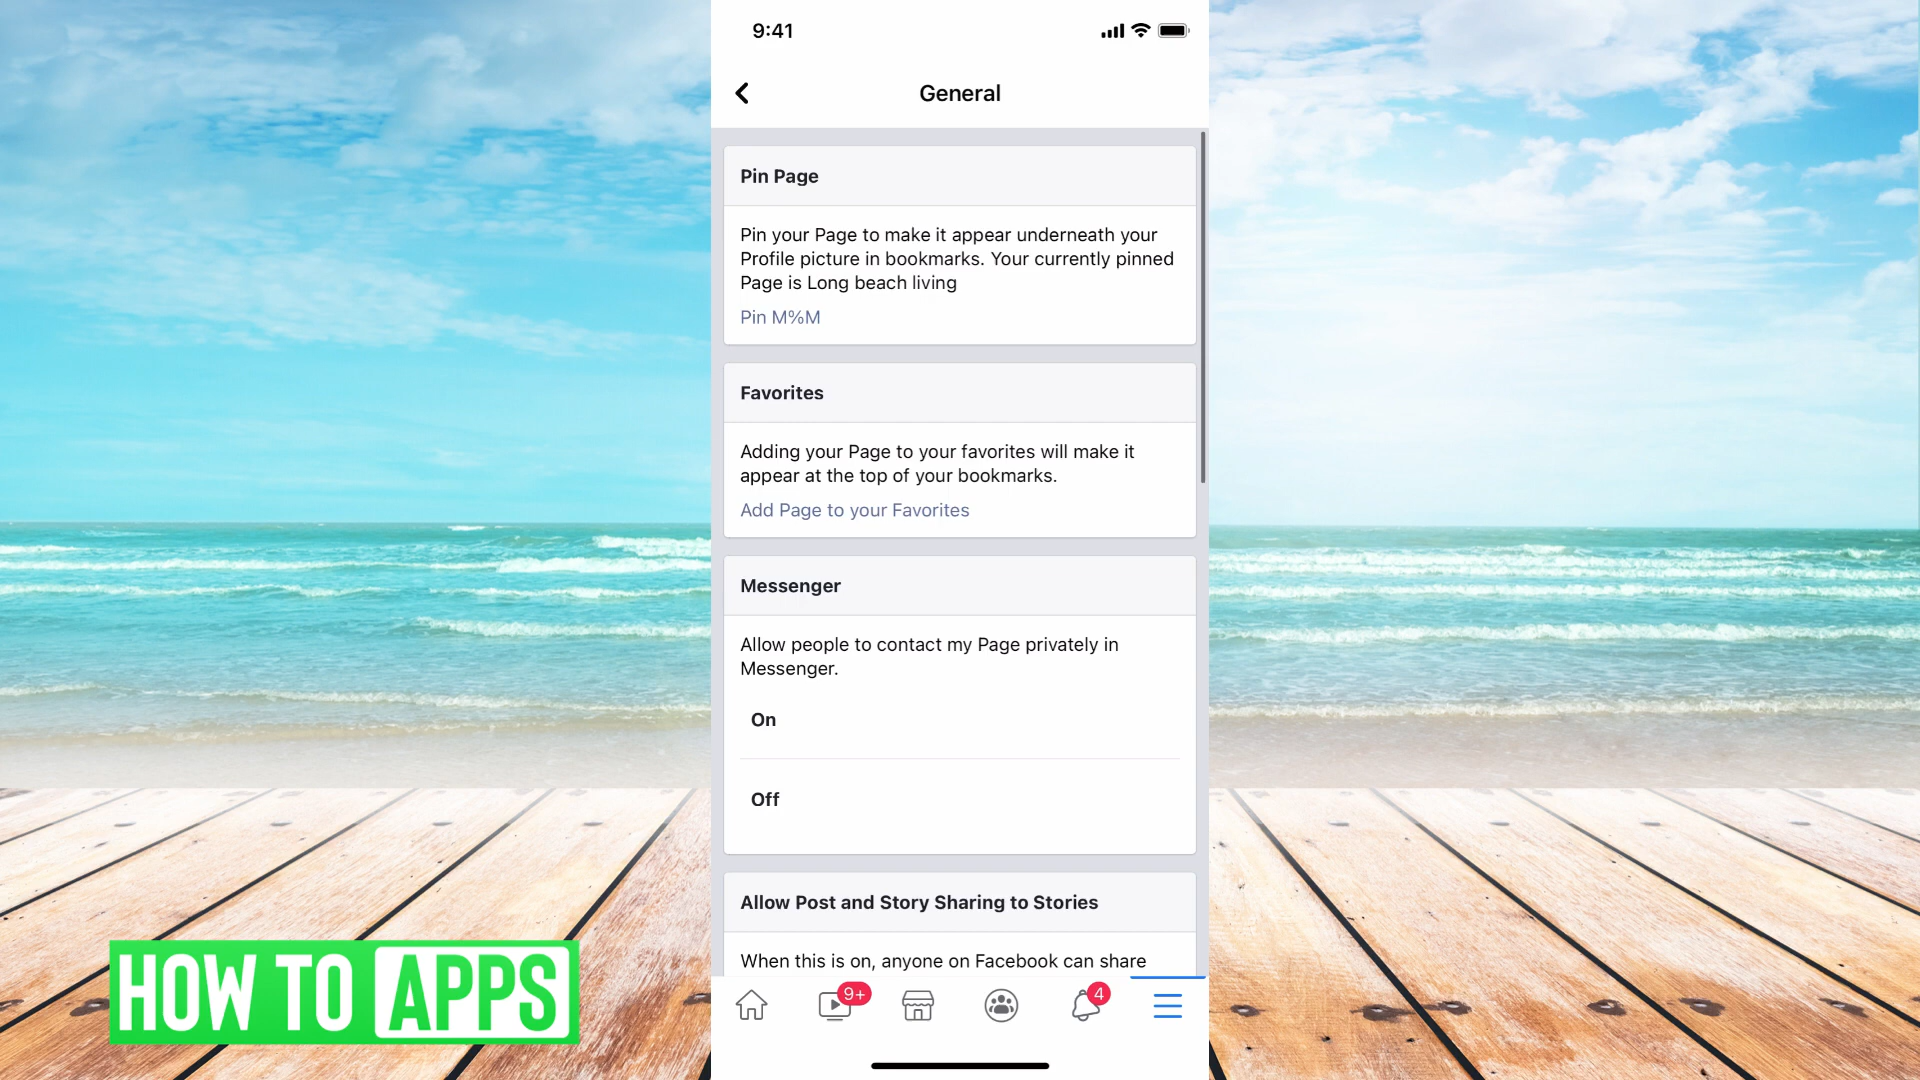 9:41
General
Pin Page
Pin your Page to make it appear underneath your
Profile picture in bookmarks. Your currently pinned
Page is Long beach living
Pin M%M
Favorites
Adding your Page to your favorites will make it
appear at the top of your bookmarks.
Add Page to your Favorites
Messenger
Allow people to contact my Page privately in
Messenger.
On
Off
Allow Post and Story Sharing to Stories
When this is on, anyone on Facebook can share
9+
4
HOW TO APPS